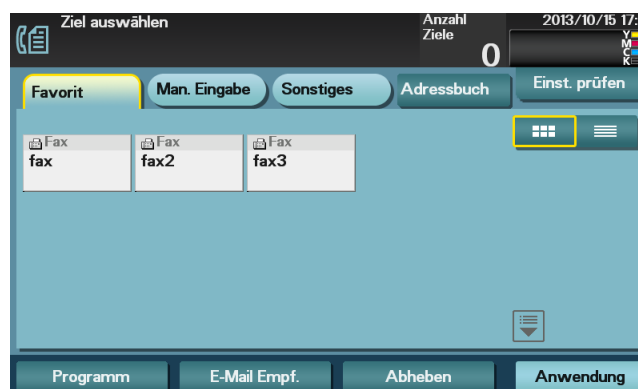 Ziel auswählen
Anzahl
Ziele
0
2013/10/15 17:
Y
M
C
K
Favorit
Man. Eingabe
Sonstiges
Adressbuch
Einst. prüfen
Fax
fax
Fax
fax2
Fax
fax3
Programm
E-Mail Empf.
Abheben
Anwendung